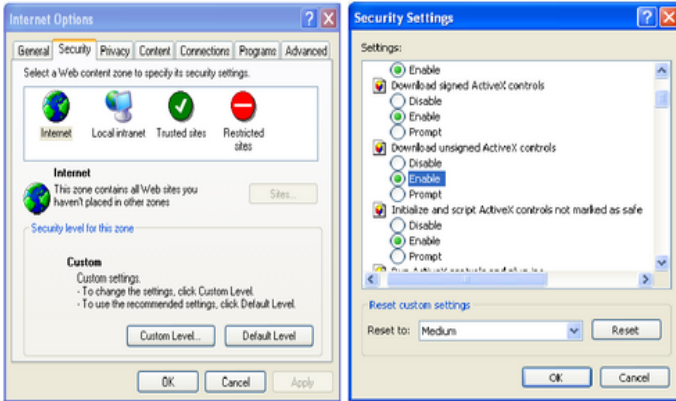 Internet Options
General Security Privacy Content Connections Programs Advanced
Select a Web content zone to specify its security settings.
Internet Local intranet Trusted sites Restricted sites
Internet
This zone contains all Web sites you haven't placed in other zones
Sites...
Security level for this zone
Custom
Custom settings.
- To change the settings, click Custom Level.
- To use the recommended settings, click Default Level.
Custom Level... Default Level
OK Cancel Apply
Security Settings
Settings:
Enable
Download signed ActiveX controls
Disable
Enable
Prompt
Download unsigned ActiveX controls
Disable
Enable
Prompt
Initialize and script ActiveX controls not marked as safe
Disable
Enable
Prompt
Reset custom settings
Reset to: Medium Reset
OK Cancel